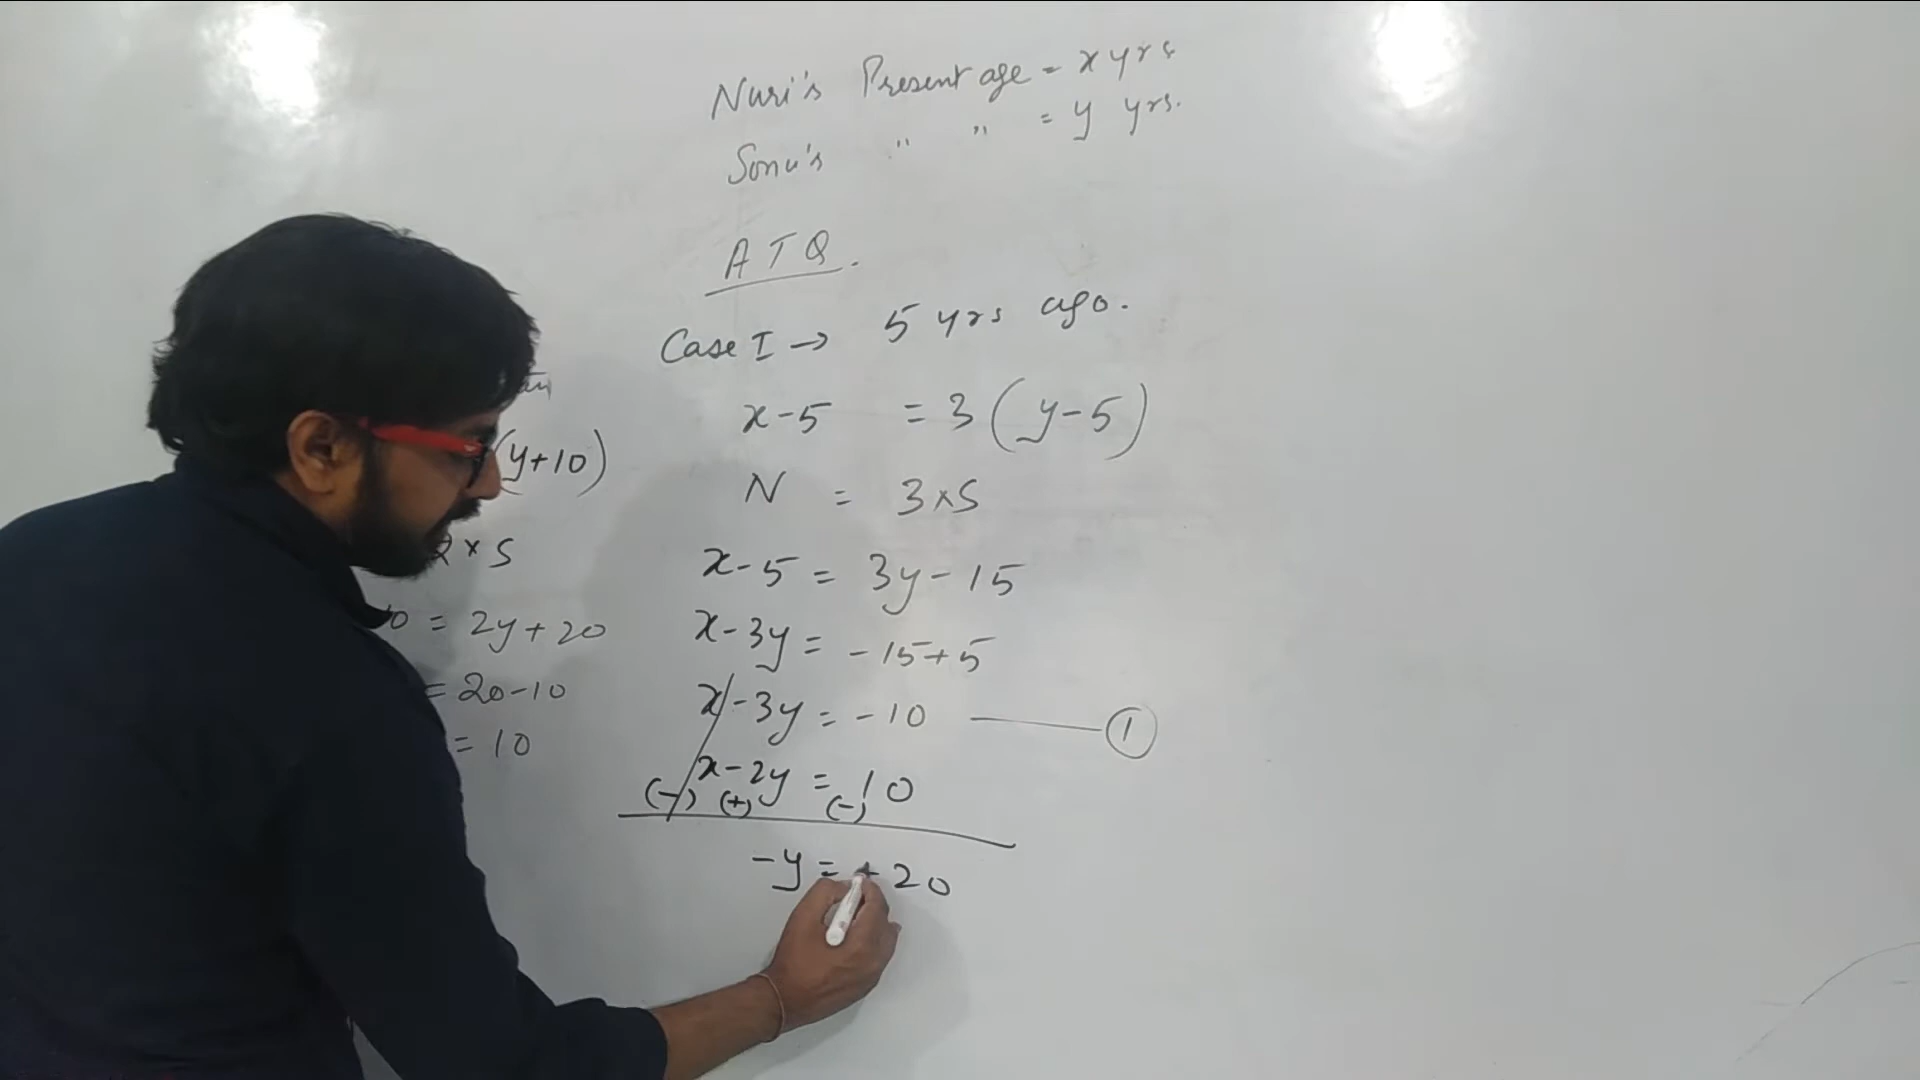 Nuri's Present age = x yrs
Sonu's " " = y yrs.
ATQ.
Case I → 5 yrs ago.
x-5 = 3(y-5)
N = 3×S
x-5 = 3y-15
x-3y = -15+5
x-3y = -10 ①
x-2y = 10
(-) (+) (-)
-y = -20
(y+10)
2×S
0 = 2y+20
= 20-10
= 10